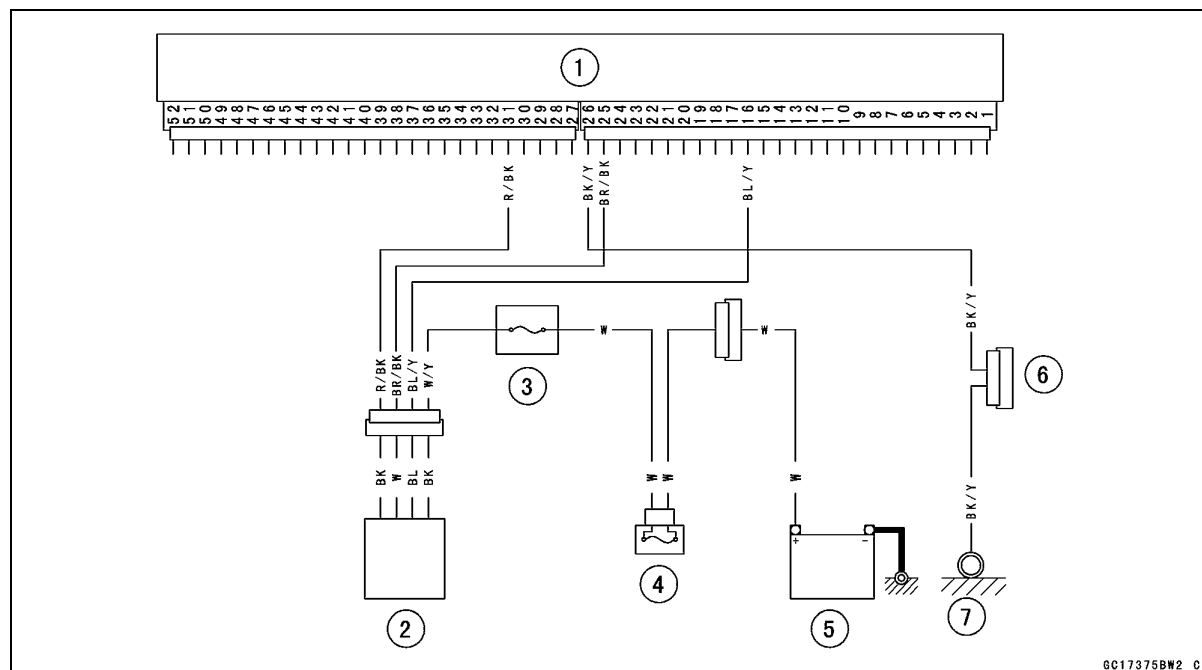 1
52 51 50 49 48 47 46 45 44 43 42 41 40 39 38 37 36 35 34 33 32 31 30 29 28 27 26 25 24 23 22 21 20 19 18 17 16 15 14 13 12 11 10 9 8 7 6 5 4 3 2 1
R/BK BK/Y BR/BK BL/Y
W W
3
BK/Y
6
R/BK BR/BK BL/Y W/Y
BK W BL BK
W W
W
BK/Y
+ -
2
4
5
7
GC17375BW2 C